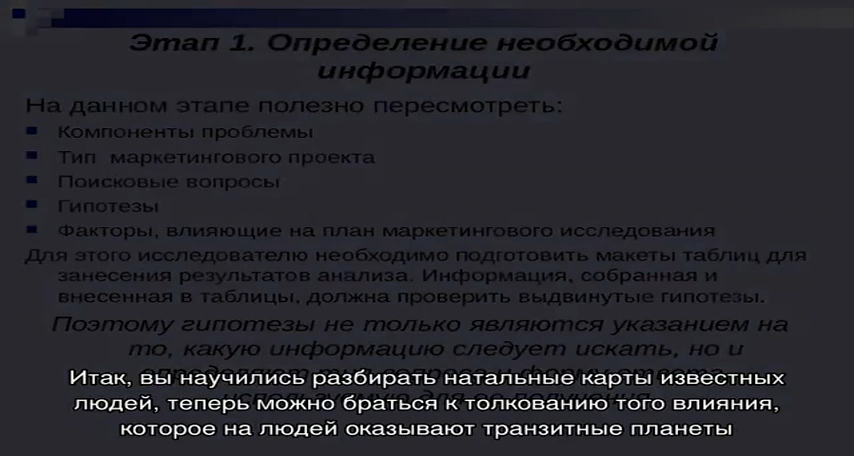 Этап 1. Определение необходимой
информации
На данном этапе полезно пересмотреть:
Компоненты проблемы
Тип маркетингового проекта
Поисковые вопросы
Гипотезы
Факторы, влияющие на план маркетингового исследования
Для этого исследователю необходимо подготовить макеты таблиц для
занесения результатов анализа. Информация, собранная и
внесенная в таблицы, должна проверить выдвинутые гипотезы.
Поэтому гипотезы не только являются указанием на
то, какую информацию следует искать, но и
Итак, вы научились разбирать натальные карты известных
людей, теперь можно браться к толкованию того влияния,
которое на людей оказывают транзитные планеты